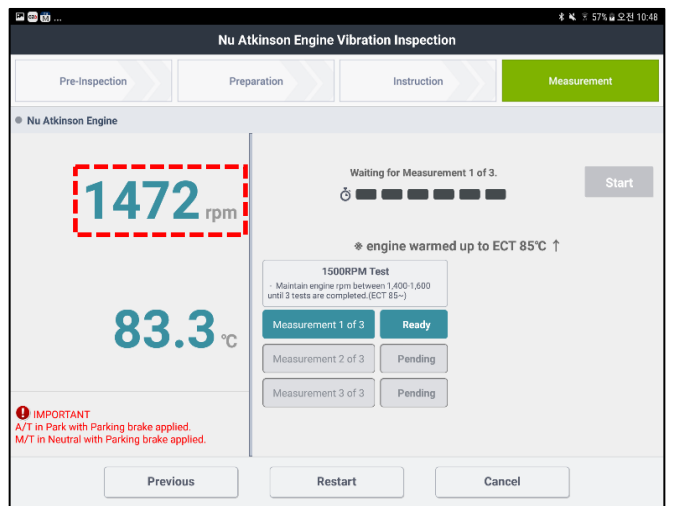 ... 57% 오전 10:48
Nu Atkinson Engine Vibration Inspection
Pre-Inspection Preparation Instruction Measurement
Nu Atkinson Engine
1472 rpm
Waiting for Measurement 1 of 3.
Start
※ engine warmed up to ECT 85℃ ↑
1500RPM Test
- Maintain engine rpm between 1,400-1,600
until 3 tests are completed.(ECT 85~)
83.3 ℃
Measurement 1 of 3 Ready
Measurement 2 of 3 Pending
Measurement 3 of 3 Pending
IMPORTANT
A/T in Park with Parking brake applied.
M/T in Neutral with Parking brake applied.
Previous Restart Cancel